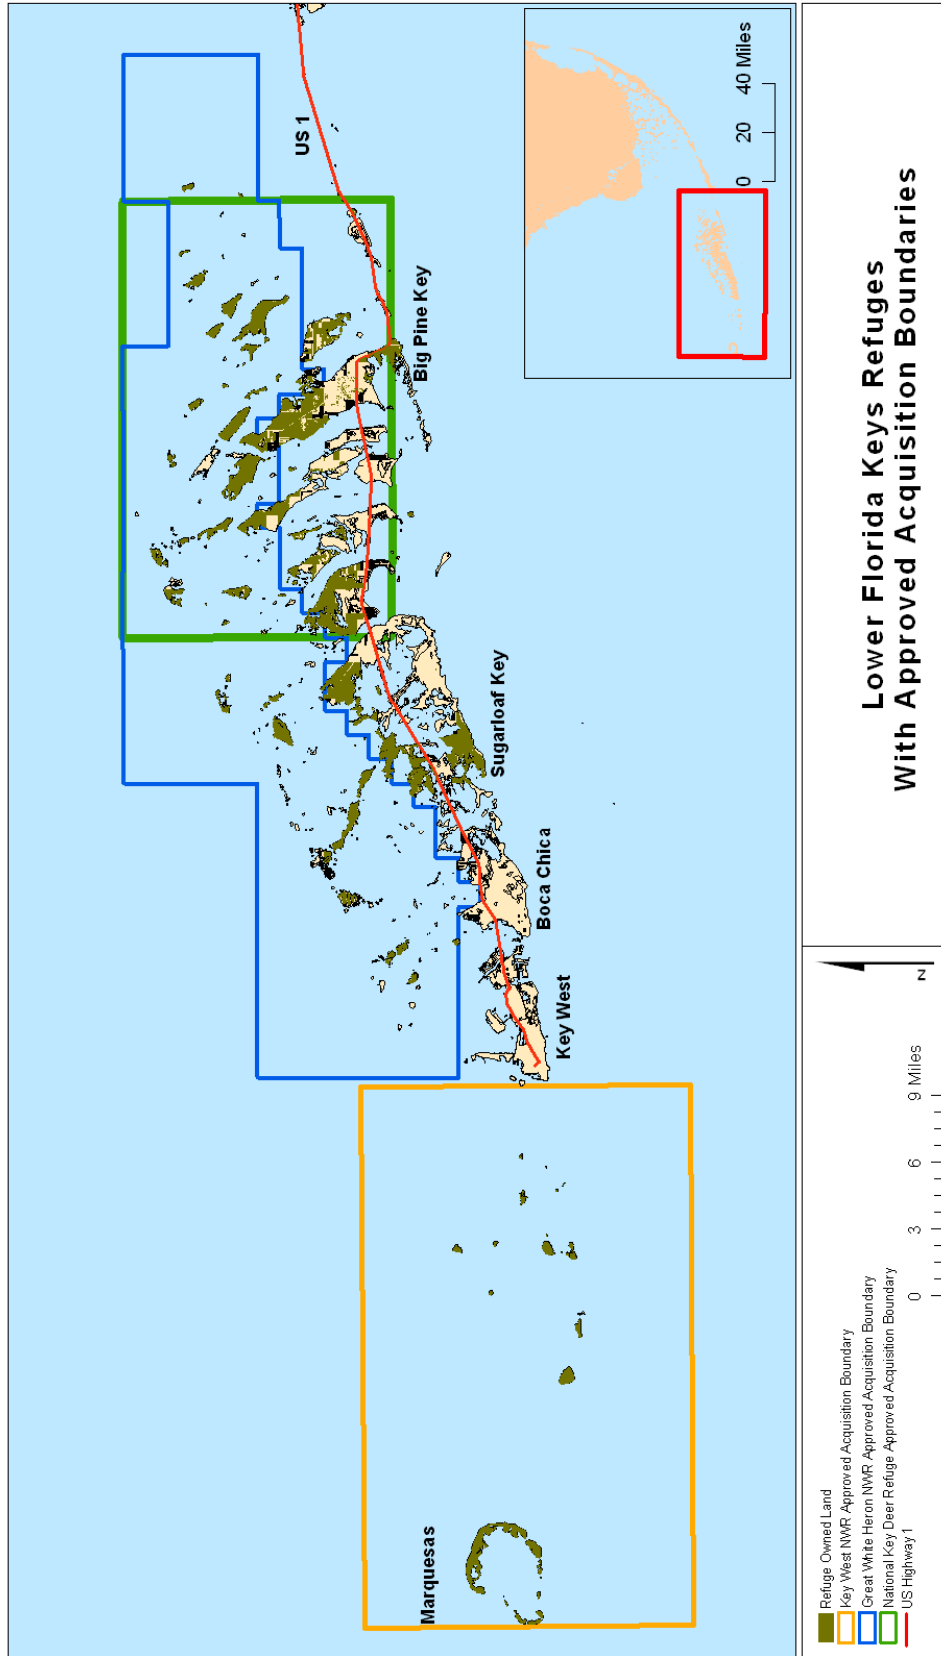 US 1
Big Pine Key
Sugarloaf Key
Boca Chica
Key West
Marquesas
0 20 40 Miles
Refuge Owned Land
Key West NWR Approved Acquisition Boundary
Great White Heron NWR Approved Acquisition Boundary
National Key Deer Refuge Approved Acquisition Boundary
US Highway 1
0 3 6 9 Miles
N
Lower Florida Keys Refuges
With Approved Acquisition Boundaries